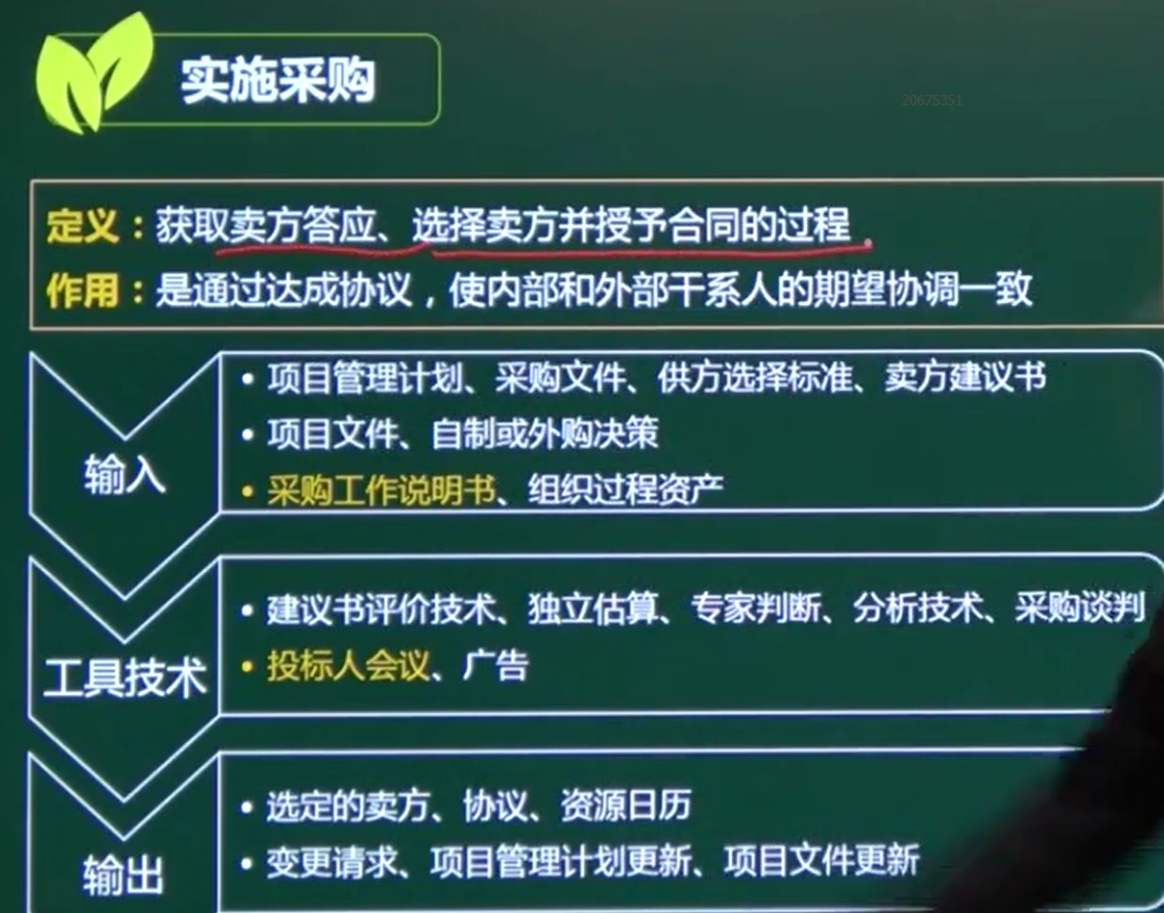 实施采购
20675351
定义：获取卖方答应、选择卖方并授予合同的过程
作用：是通过达成协议，使内部和外部干系人的期望协调一致
输入
• 项目管理计划、采购文件、供方选择标准、卖方建议书
• 项目文件、自制或外购决策
• 采购工作说明书、组织过程资产
工具技术
• 建议书评价技术、独立估算、专家判断、分析技术、采购谈判
• 投标人会议、广告
输出
• 选定的卖方、协议、资源日历
• 变更请求、项目管理计划更新、项目文件更新